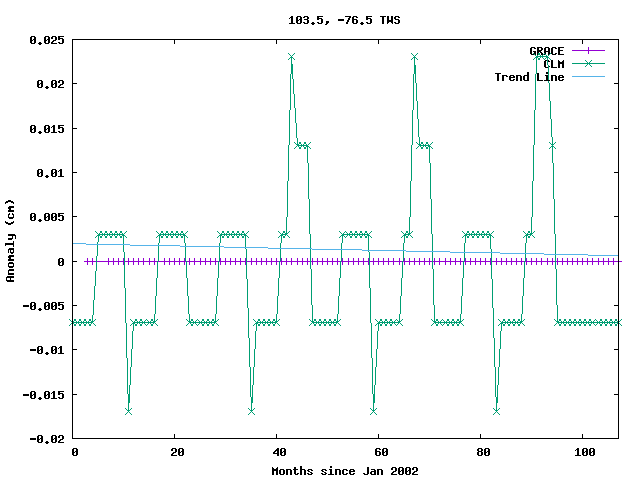 103.5, -76.5 TWS
0.025
0.02
0.015
0.01
0.005
0
-0.005
-0.01
-0.015
-0.02
Anomaly (cm)
GRACE
CLM
Trend Line
0 20 40 60 80 100
Months since Jan 2002